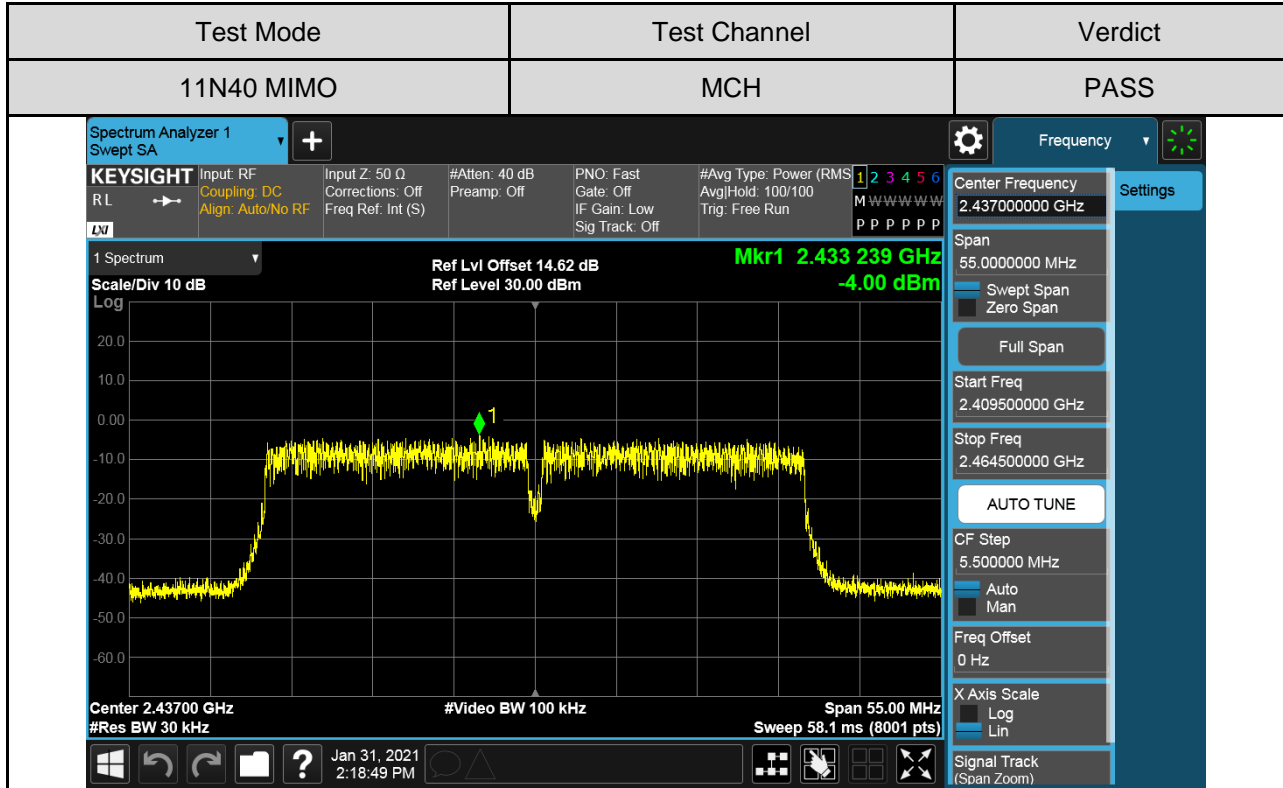 Test Mode Test Channel Verdict
11N40 MIMO MCH PASS
Spectrum Analyzer 1
Swept SA
+
Frequency
KEYSIGHT
RL
LXI
Input: RF
Coupling: DC
Align: Auto/No RF
Input Z: 50 Ω
Corrections: Off
Freq Ref: Int (S)
#Atten: 40 dB
Preamp: Off
PNO: Fast
Gate: Off
IF Gain: Low
Sig Track: Off
#Avg Type: Power (RMS
Avg|Hold: 100/100
Trig: Free Run
1 2 3 4 5 6
M W W W W W
P P P P P P
1 Spectrum
Scale/Div 10 dB
Ref Lvl Offset 14.62 dB
Ref Level 30.00 dBm
Mkr1 2.433 239 GHz
-4.00 dBm
Log
20.0
10.0
0.00
-10.0
-20.0
-30.0
-40.0
-50.0
-60.0
1
Center 2.43700 GHz
#Res BW 30 kHz
#Video BW 100 kHz
Span 55.00 MHz
Sweep 58.1 ms (8001 pts)
?
Jan 31, 2021
2:18:49 PM
Center Frequency
2.437000000 GHz
Settings
Span
55.0000000 MHz
Swept Span
Zero Span
Full Span
Start Freq
2.409500000 GHz
Stop Freq
2.464500000 GHz
AUTO TUNE
CF Step
5.500000 MHz
Auto
Man
Freq Offset
0 Hz
X Axis Scale
Log
Lin
Signal Track
(Span Zoom)